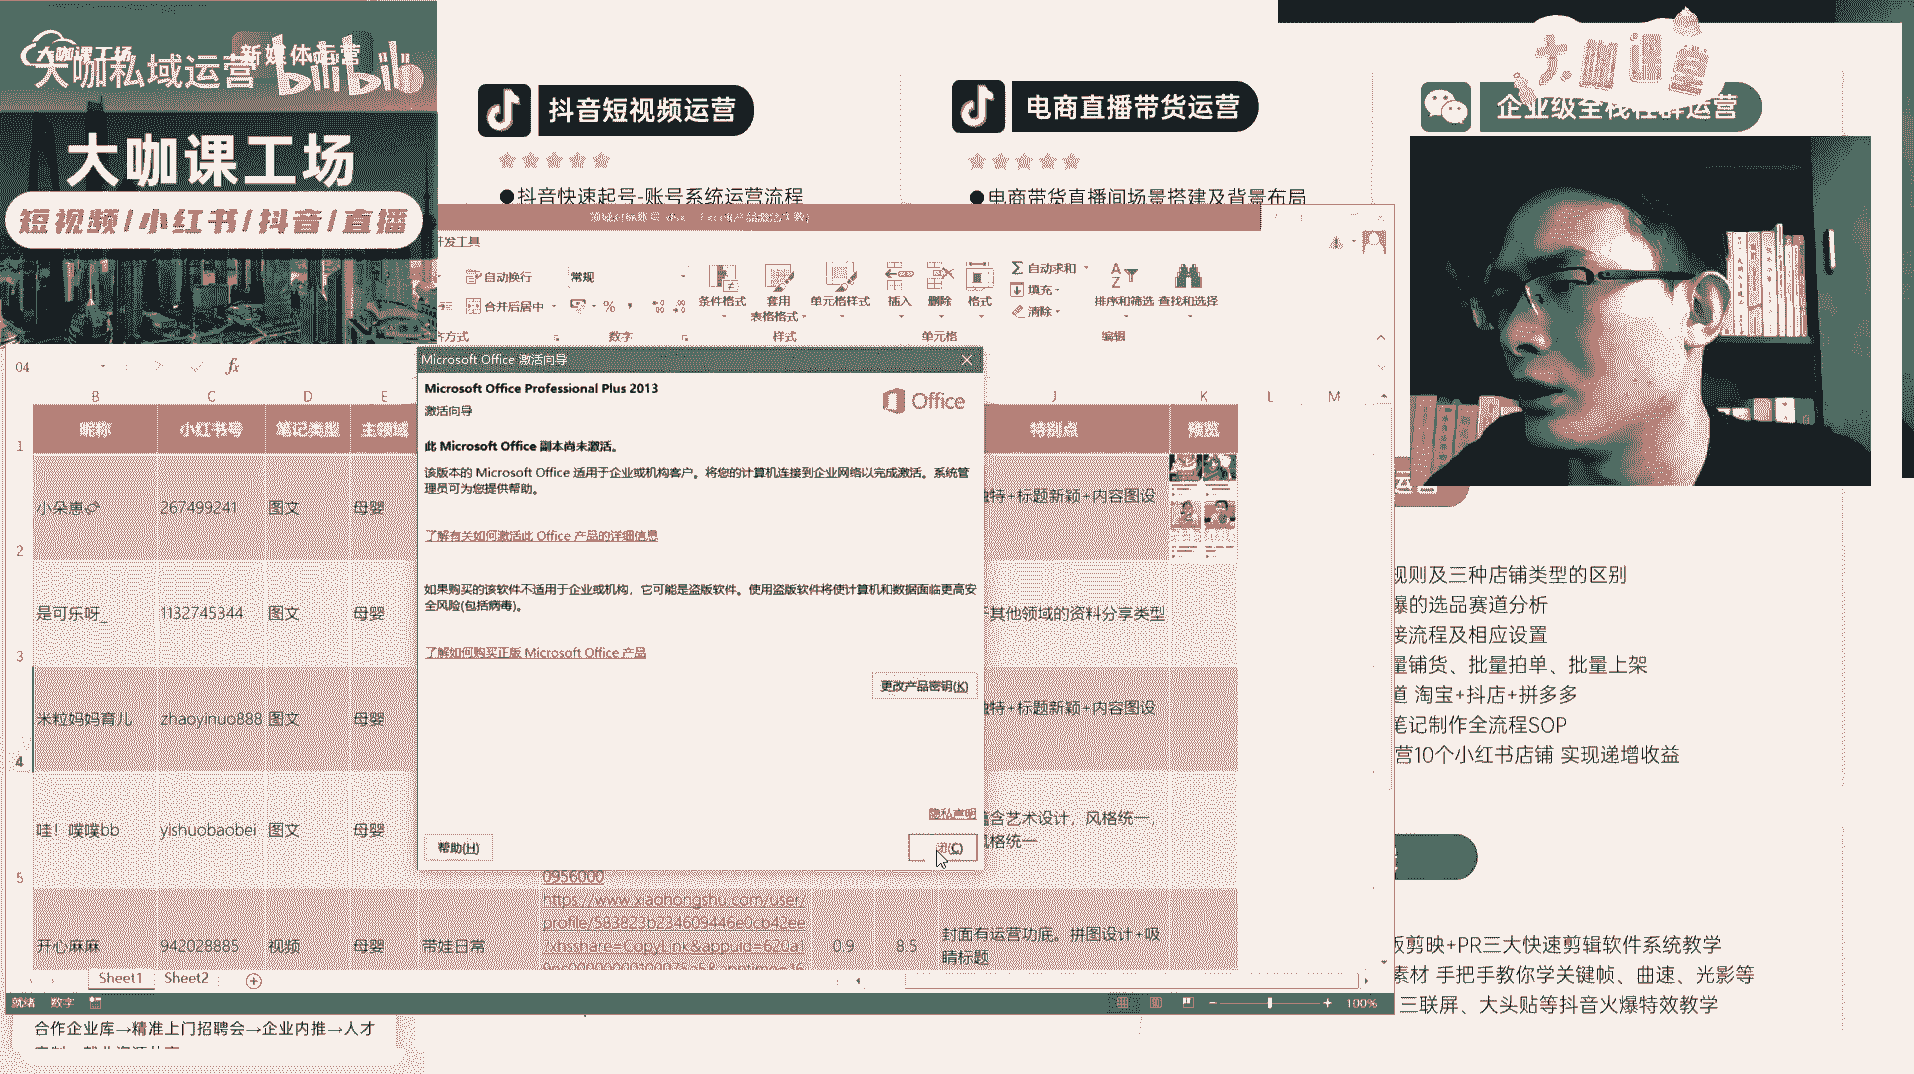 大咖课工场
新媒体运营
大咖私域运营
bilibili
大咖课工场
短视频/小红书/抖音/直播
抖音短视频运营
●抖音快速起号-账号系统运营流程
电商直播带货运营
●电商带货直播间场景搭建及背景布局
大咖课堂
企业级全栈社群运营
开发工具
自动换行
常规
合并后居中
%
条件格式
套用
表格格式
单元格样式
插入
删除
格式
自动求和
填充
清除
排序和筛选
查找和选择
数字
样式
单元格
编辑
O4
fx
B C D E J K L M
昵称 小红书号 笔记类型 主领域 特别点 预览
1
267499241 图文 母婴
独特+标题新颖+内容图设
2
是可乐呀_ 1132745344 图文 母婴
其他领域的资料分享类型
3
米粒妈妈育儿 zhaoyinuo888 图文 母婴
独特+标题新颖+内容图设
4
哇！噗噗bb yishuobaobei 图文 母婴
含艺术设计，风格统一，
风格统一
5
0956000
开心麻麻 942028885 视频 母婴 带娃日常
https://www.xiaohongshu.com/user/
profile/583823b234609446e0cb42ee
?xhsshare=CopyLink&appuid=620a1
0.9 8.5
封面有运营功底。拼图设计+吸
睛标题
Sheet1 Sheet2
就绪 数字
100%
Microsoft Office 激活向导
Microsoft Office Professional Plus 2013
激活向导
Office
此 Microsoft Office 副本尚未激活。
该版本的 Microsoft Office 适用于企业或机构客户。将您的计算机连接到企业网络以完成激活。系统管
理员可为您提供帮助。
了解有关如何激活此 Office 产品的详细信息
如果购买的该软件不适用于企业或机构，它可能是盗版软件。使用盗版软件将使计算机和数据面临更高安
全风险(包括病毒)。
了解如何购买正版 Microsoft Office 产品
更改产品密钥(K)
隐私声明
帮助(H)
闭(C)
规则及三种店铺类型的区别
爆的选品赛道分析
接流程及相应设置
量铺货、批量拍单、批量上架
道 淘宝+抖店+拼多多
笔记制作全流程SOP
营10个小红书店铺 实现递增收益
版剪映+PR三大快速剪辑软件系统教学
素材 手把手教你学关键帧、曲速、光影等
三联屏、大头贴等抖音火爆特效教学
合作企业库→精准上门招聘会→企业内推→人才